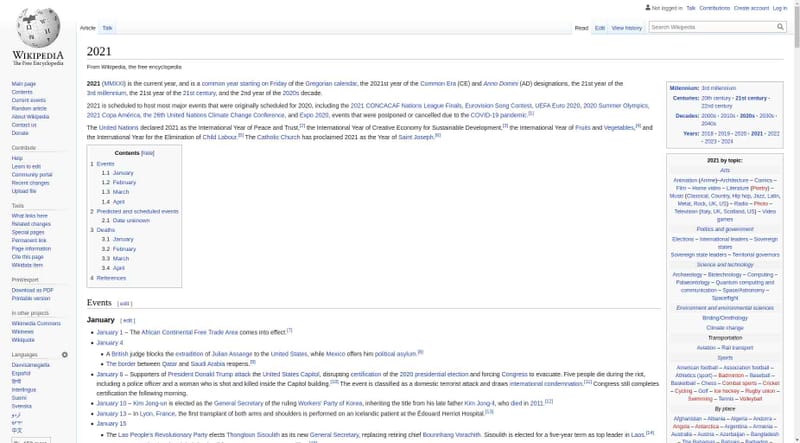 Not logged in Talk Contributions Create account Log in
Article Talk
Read Edit View history
Search Wikipedia
WIKIPEDIA
The Free Encyclopedia
Main page
Contents
Current events
Random article
About Wikipedia
Contact us
Donate
Contribute
Help
Learn to edit
Community portal
Recent changes
Upload file
Tools
What links here
Related changes
Special pages
Permanent link
Page information
Cite this page
Wikidata item
Print/export
Download as PDF
Printable version
In other projects
Wikimedia Commons
Wikinews
Wikiquote
Languages
Davvisámegiella
Español
हिन्दी
Interlingua
Suomi
Svenska
اردو
ייִדיש
中文
2021
From Wikipedia, the free encyclopedia
2021 (MMXXI) is the current year, and is a common year starting on Friday of the Gregorian calendar, the 2021st year of the Common Era (CE) and Anno Domini (AD) designations, the 21st year of the
3rd millennium, the 21st year of the 21st century, and the 2nd year of the 2020s decade.
2021 is scheduled to host most major events that were originally scheduled for 2020, including the 2021 CONCACAF Nations League Finals, Eurovision Song Contest, UEFA Euro 2020, 2020 Summer Olympics,
2021 Copa América, the 26th United Nations Climate Change Conference, and Expo 2020, events that were postponed or cancelled due to the COVID-19 pandemic.[1]
The United Nations declared 2021 as the International Year of Peace and Trust,[2] the International Year of Creative Economy for Sustainable Development,[3] the International Year of Fruits and Vegetables,[4] and
the International Year for the Elimination of Child Labour.[5] The Catholic Church has proclaimed 2021 as the Year of Saint Joseph.[6]
Contents [hide]
1 Events
1.1 January
1.2 February
1.3 March
1.4 April
2 Predicted and scheduled events
2.1 Date unknown
3 Deaths
3.1 January
3.2 February
3.3 March
3.4 April
4 References
Events [ edit ]
January [ edit ]
• January 1 – The African Continental Free Trade Area comes into effect.[7]
• January 4
• A British judge blocks the extradition of Julian Assange to the United States, while Mexico offers him political asylum.[8]
• The border between Qatar and Saudi Arabia reopens.[9]
• January 6 – Supporters of President Donald Trump attack the United States Capitol, disrupting certification of the 2020 presidential election and forcing Congress to evacuate. Five people die during the riot,
including a police officer and a woman who is shot and killed inside the Capitol building.[10] The event is classified as a domestic terrorist attack and draws international condemnation.[11] Congress still completes
certification the following morning.
• January 10 – Kim Jong-un is elected as the General Secretary of the ruling Workers' Party of Korea, inheriting the title from his late father Kim Jong-il, who died in 2011.[12]
• January 13 – In Lyon, France, the first transplant of both arms and shoulders is performed on an Icelandic patient at the Édouard Herriot Hospital.[13]
• January 15
• The Lao People's Revolutionary Party elects Thongloun Sisoulith as its new General Secretary, replacing retiring chief Bounnhang Vorachith. Sisoulith is elected for a five-year term as top leader in Laos.[14]
Millennium: 3rd millennium
Centuries: 20th century · 21st century ·
22nd century
Decades: 2000s · 2010s · 2020s · 2030s ·
2040s
Years: 2018 · 2019 · 2020 · 2021 · 2022
· 2023 · 2024
2021 by topic:
Arts
Animation (Anime)–Architecture – Comics –
Film – Home video – Literature (Poetry) –
Music (Classical, Country, Hip hop, Jazz, Latin,
Metal, Rock, UK, US) – Radio – Photo –
Television (Italy, UK, Scotland, US) – Video
games
Politics and government
Elections – International leaders – Sovereign
states
Sovereign state leaders – Territorial governors
Science and technology
Archaeology – Biotechnology – Computing –
Palaeontology – Quantum computing and
communication – Space/Astronomy –
Spaceflight
Environment and environmental sciences
Birding/Ornithology
Climate change
Transportation
Aviation – Rail transport
Sports
American football – Association football –
Athletics (sport) – Badminton – Baseball –
Basketball – Chess – Combat sports – Cricket
– Cycling – Golf – Ice hockey – Rugby union –
Swimming – Tennis – Volleyball
By place
Afghanistan – Albania – Algeria – Andorra –
Angola – Antarctica – Argentina – Armenia –
Australia – Austria – Azerbaijan – Bangladesh